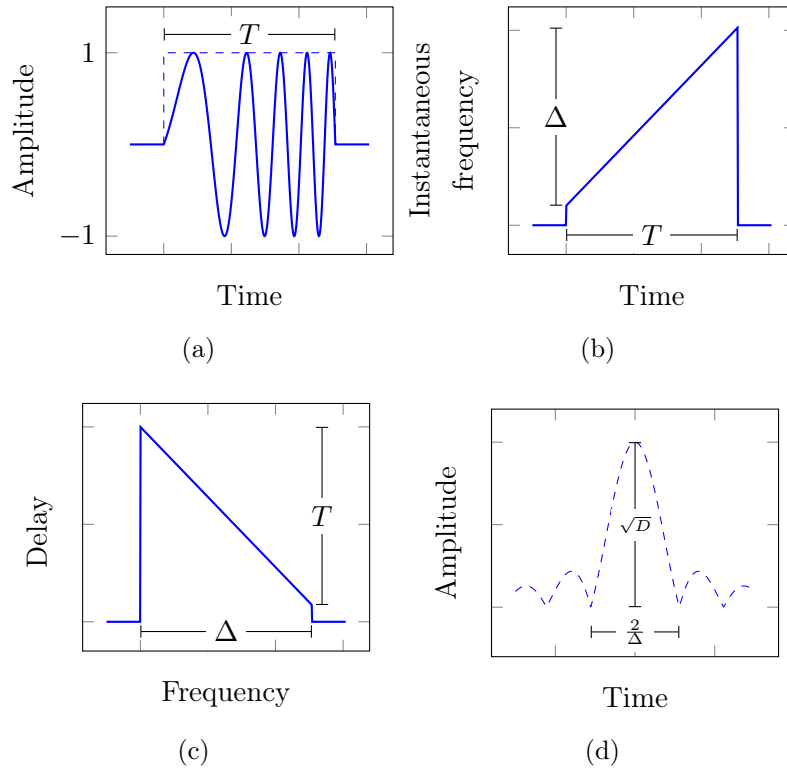 T
1
−1
Amplitude
Time
(a)
Δ
T
Instantaneous
frequency
Time
(b)
T
Δ
Delay
Frequency
(c)
√D
2/Δ
Amplitude
Time
(d)